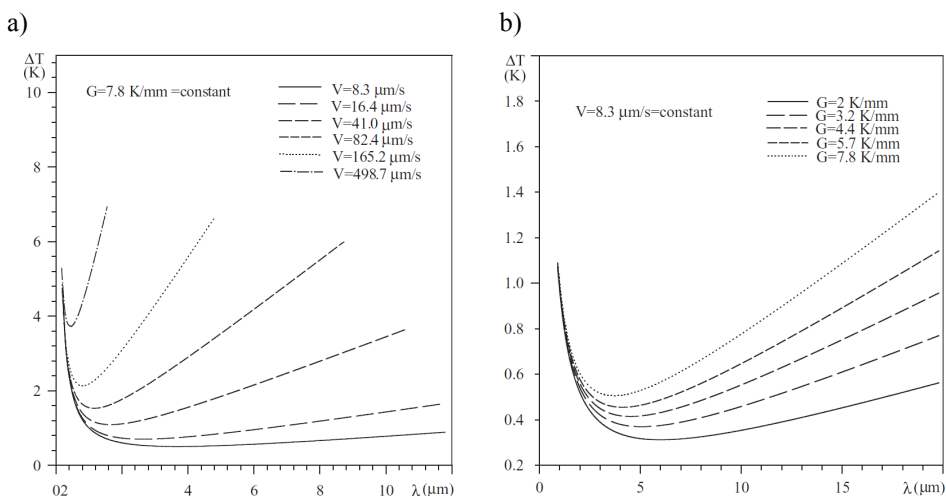 a)
ΔT
(K)
G=7.8 K/mm =constant
V=8.3 μm/s
V=16.4 μm/s
V=41.0 μm/s
V=82.4 μm/s
V=165.2 μm/s
V=498.7 μm/s
10
8
6
4
2
0
02 4 6 8 10 λ(μm)
b)
ΔT
(K)
V=8.3 μm/s=constant
G=2 K/mm
G=3.2 K/mm
G=4.4 K/mm
G=5.7 K/mm
G=7.8 K/mm
1.8
1.6
1.4
1.2
1.0
0.8
0.6
0.4
0.2
0 5 10 15 λ(μm)